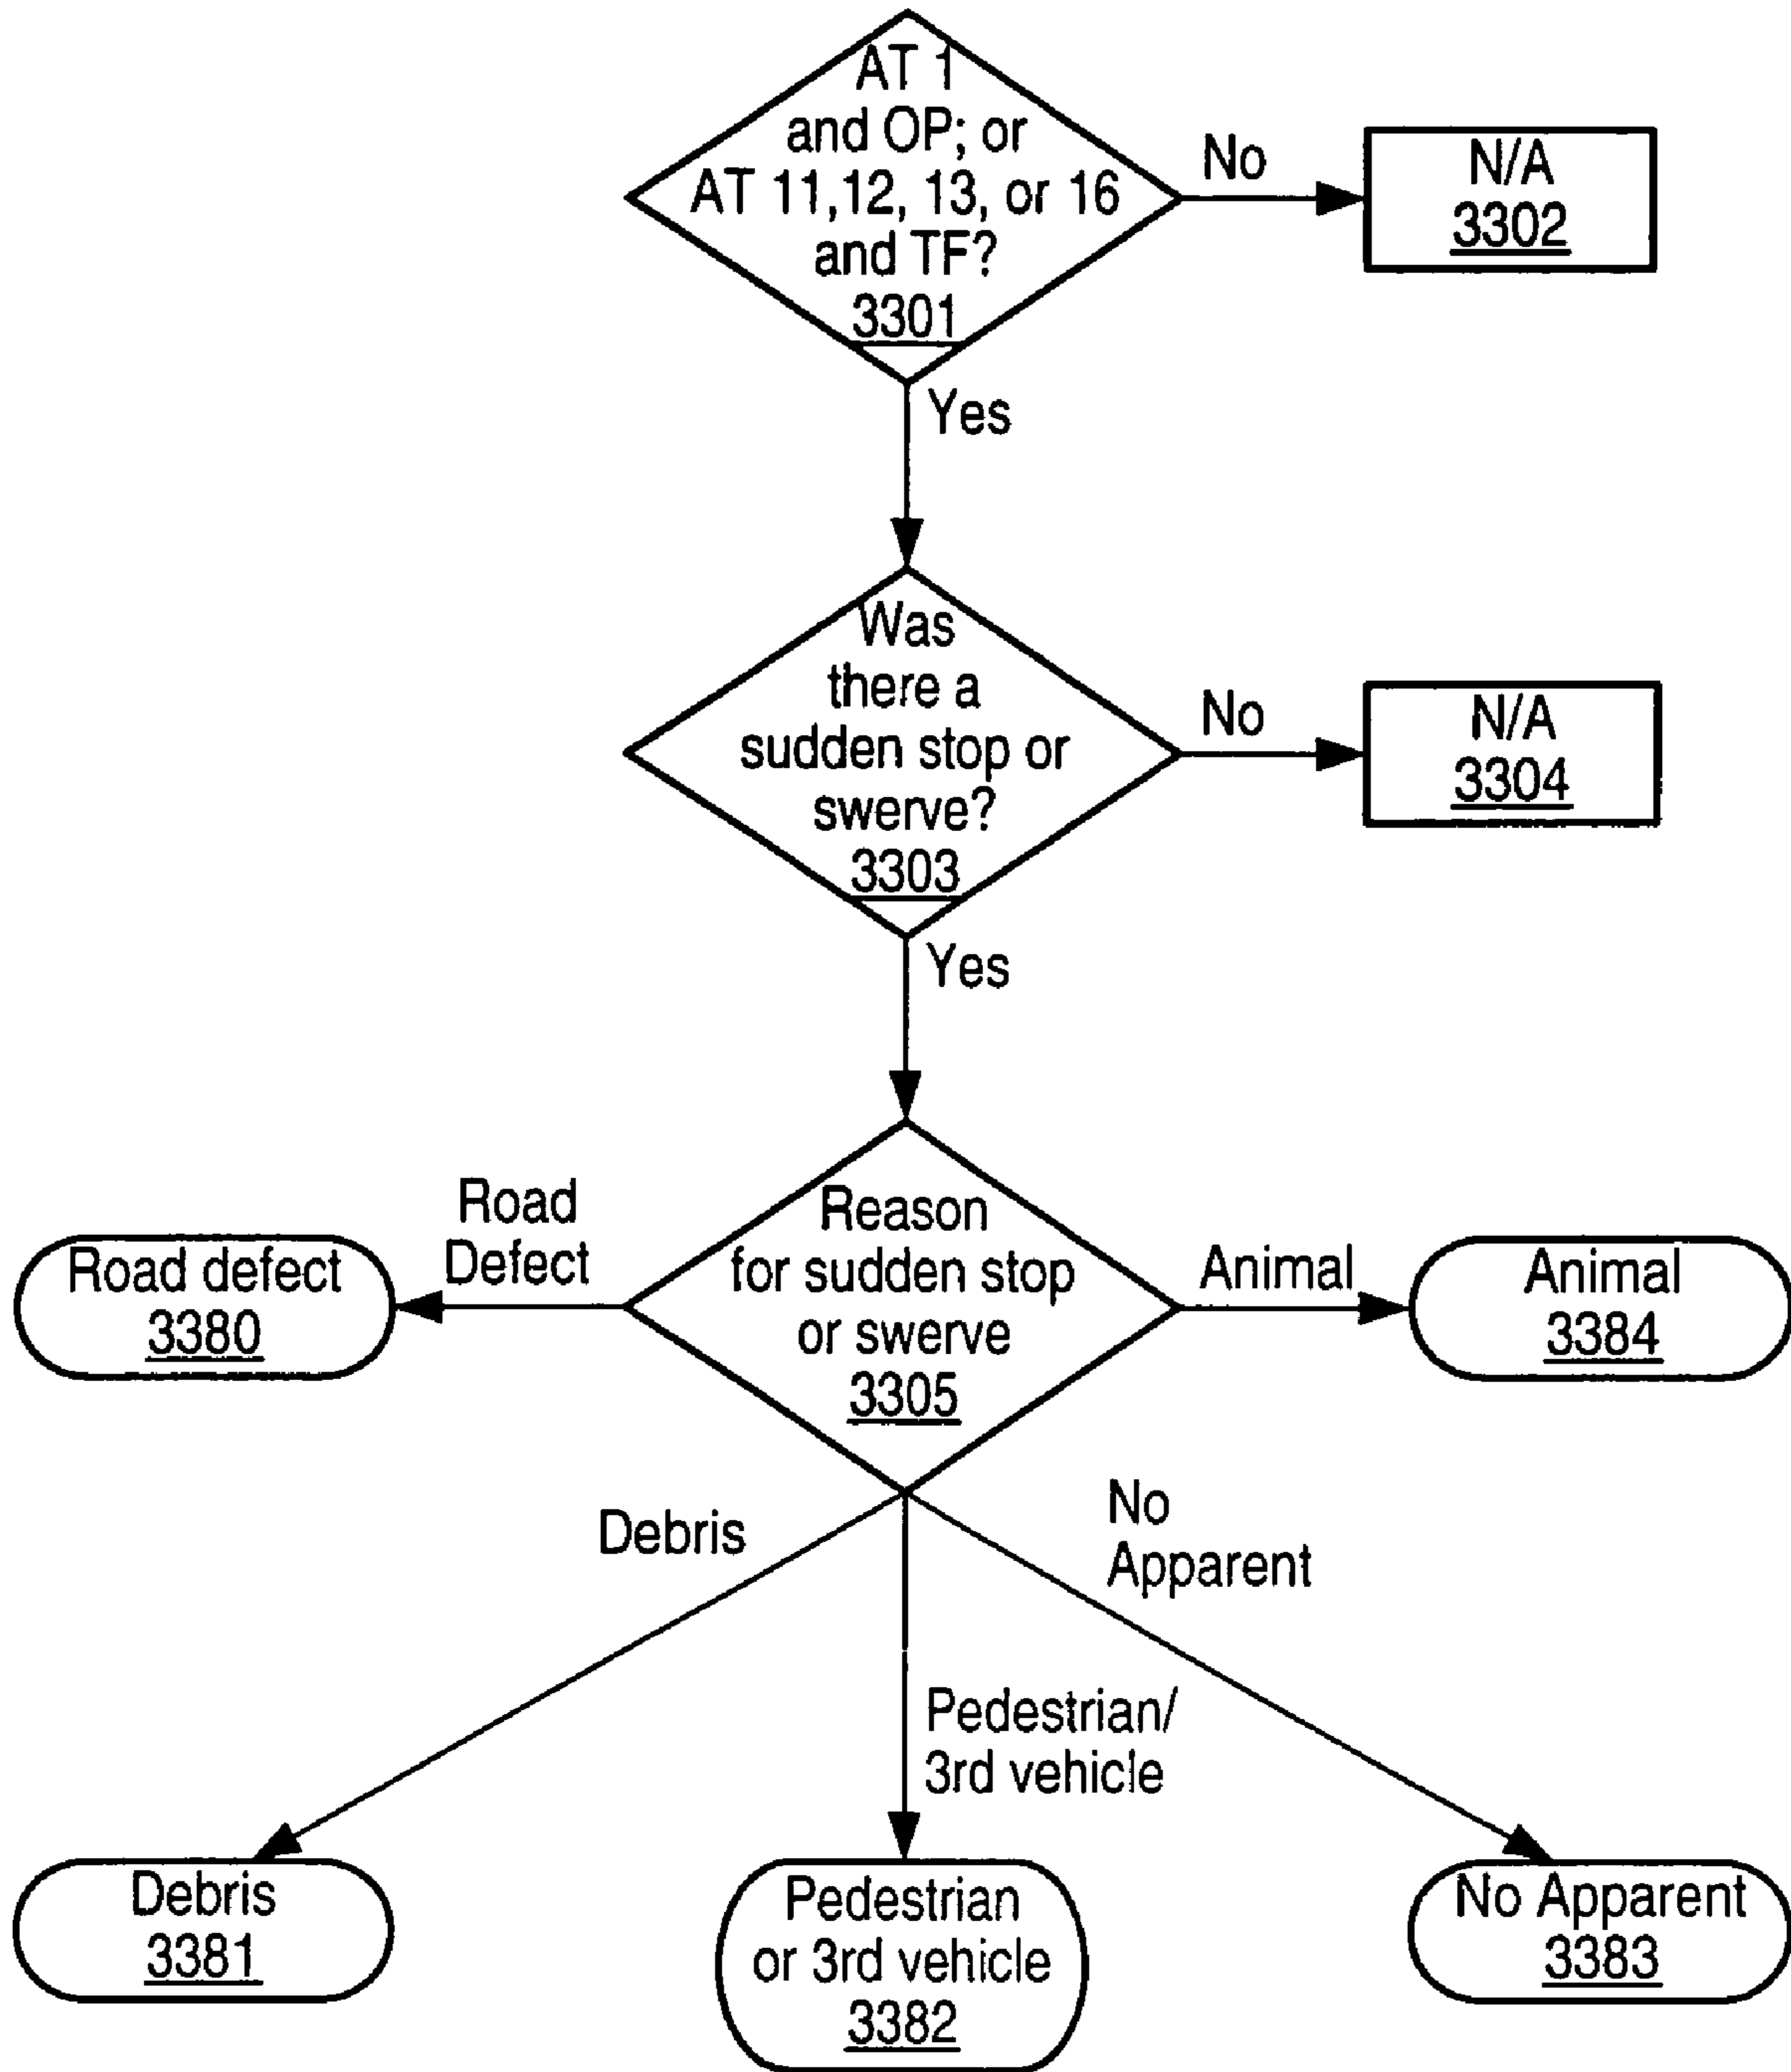 AT 1
and OP; or
AT 11,12, 13, or 16
and TF?
3301
No
N/A
3302
Yes
Was
there a
sudden stop or
swerve?
3303
No
N/A
3304
Yes
Reason
for sudden stop
or swerve
3305
Road
Defect
Road defect
3380
Animal
Animal
3384
Debris
No
Apparent
Pedestrian/
3rd vehicle
Debris
3381
Pedestrian
or 3rd vehicle
3382
No Apparent
3383